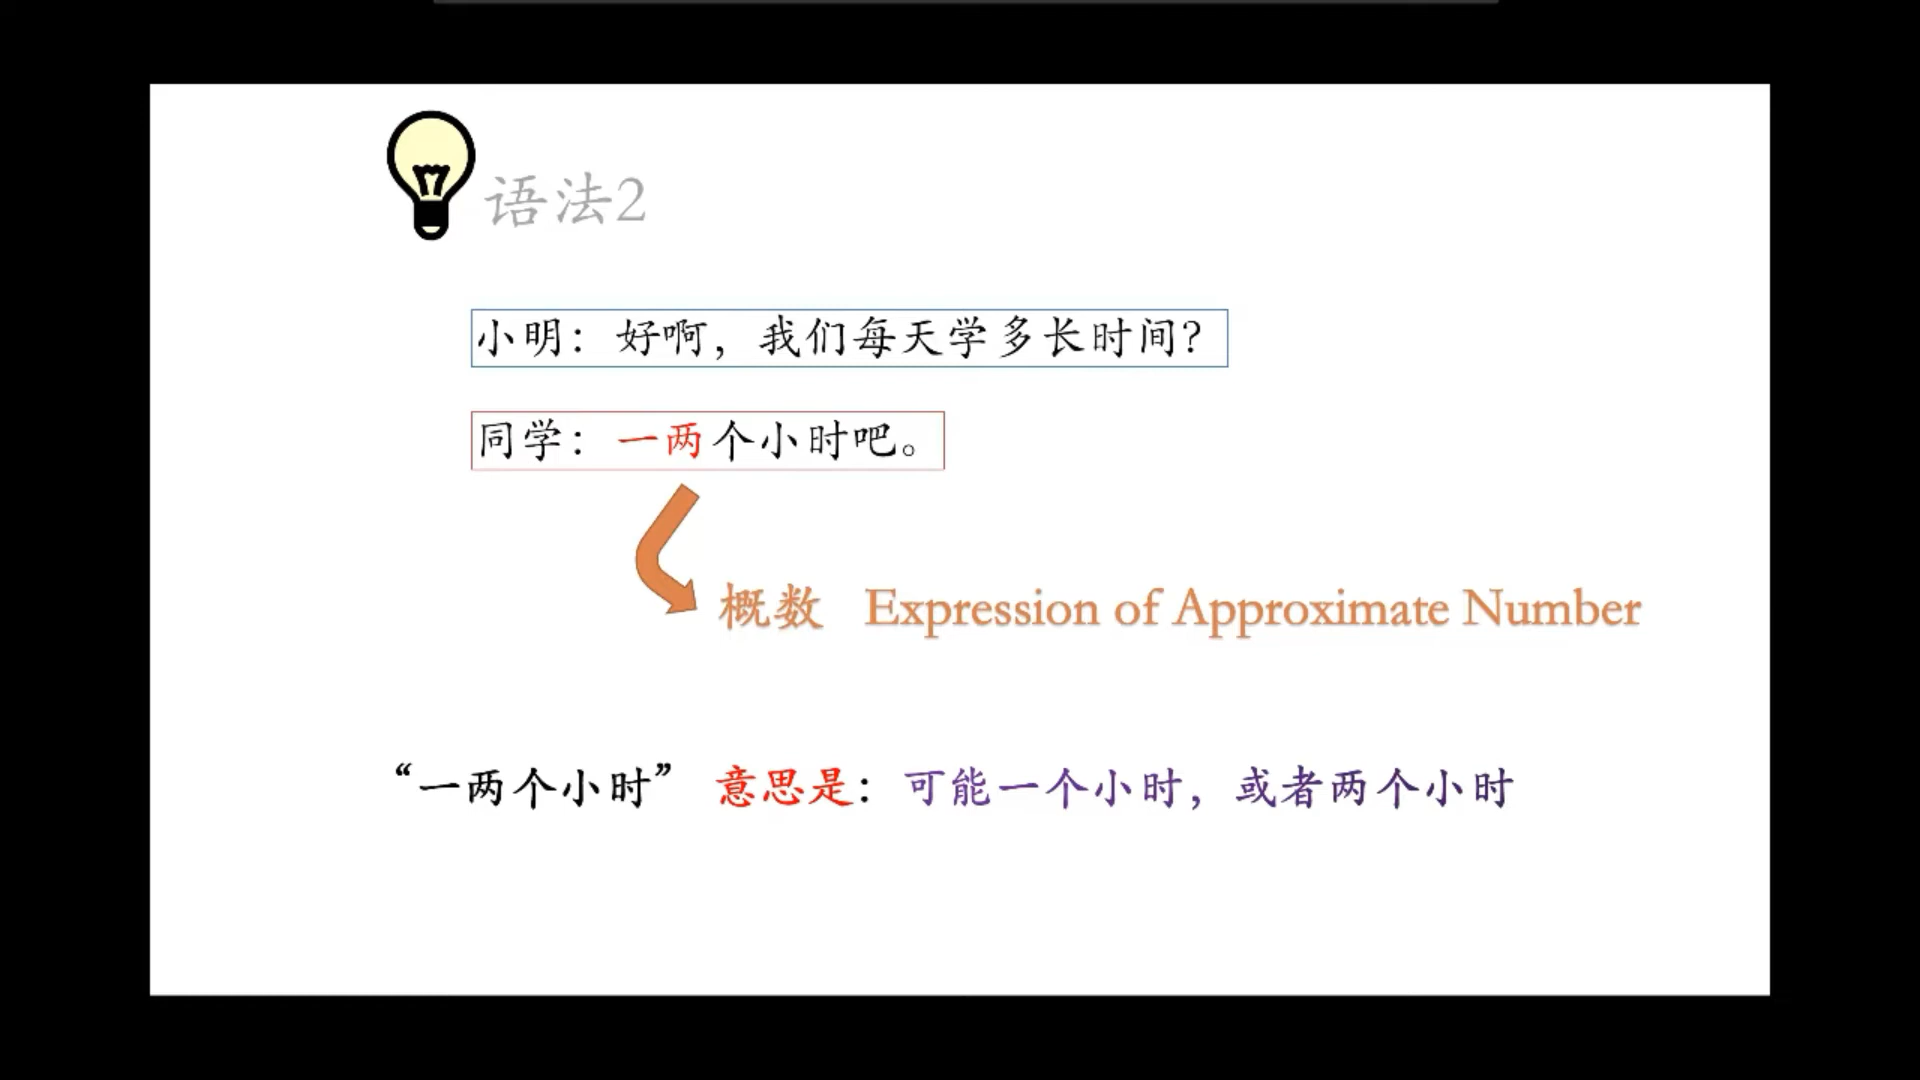 语法2
小明：好啊，我们每天学多长时间？
同学：一两个小时吧。
概数 Expression of Approximate Number
“一两个小时” 意思是：可能一个小时，或者两个小时